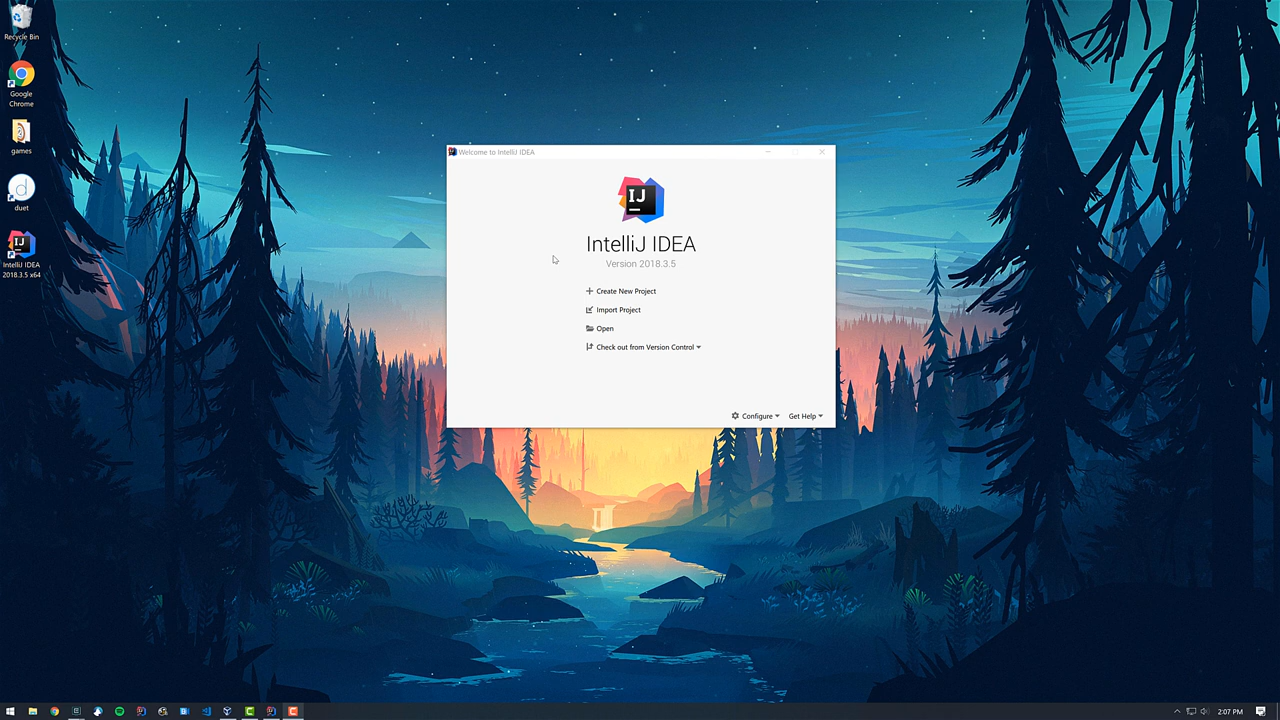 Recycle Bin
Google
Chrome
games
d
duet
IJ
IntelliJ IDEA
2018.3.5 x64
Welcome to IntelliJ IDEA
IJ
IntelliJ IDEA
Version 2018.3.5
Create New Project
Import Project
Open
Check out from Version Control
Configure
Get Help
2:07 PM